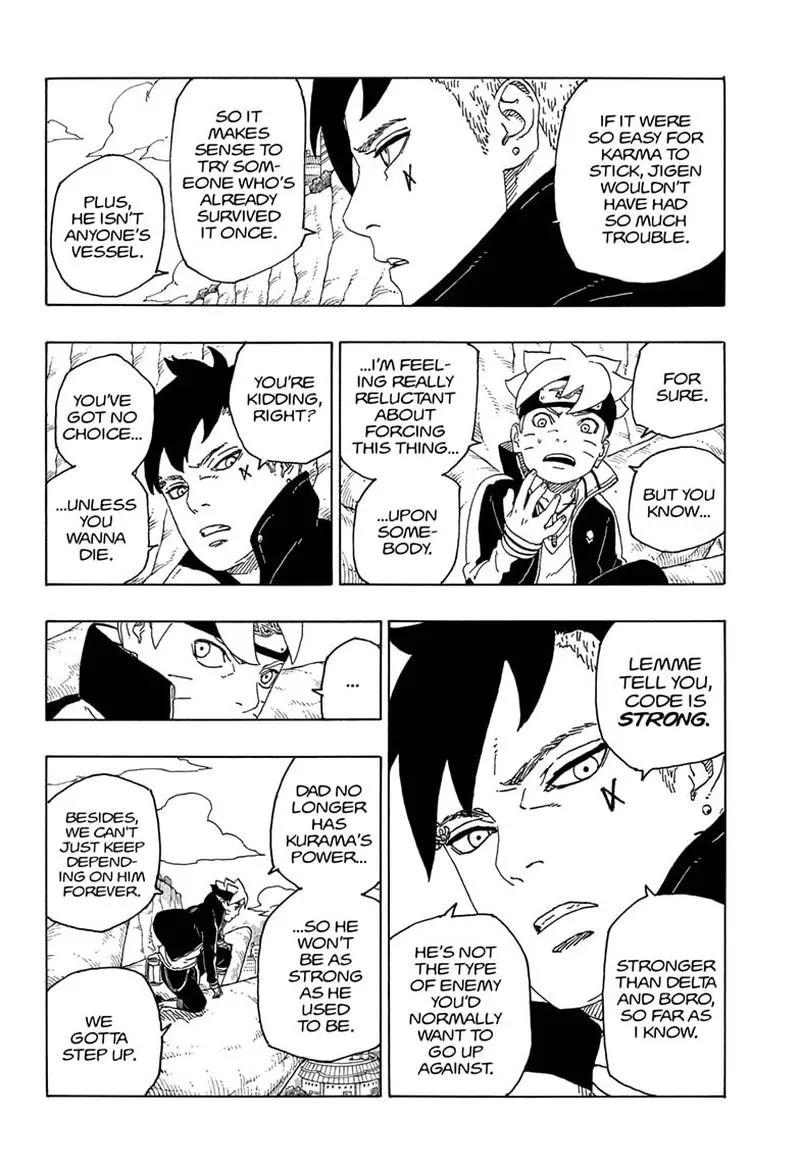 IF IT WERE
SO EASY FOR
KARMA TO
STICK, JIGEN
WOULDN'T
HAVE HAD
SO MUCH
TROUBLE.
SO IT
MAKES
SENSE TO
TRY SOM-
EONE WHO'S
ALREADY
SURVIVED
IT ONCE.
PLUS,
HE ISN'T
ANYONE'S
VESSEL.
FOR
SURE.
BUT YOU
KNOW...
...I'M FEEL-
ING REALLY
RELUCTANT
ABOUT
FORCING
THIS THING...
...UPON
SOME-
BODY.
YOU'RE
KIDDING,
RIGHT?
YOU'VE
GOT NO
CHOICE...
...UNLESS
YOU
WANNA
DIE.
LEMME
TELL YOU,
CODE IS
STRONG.
STRONGER
THAN DELTA
AND BORO,
SO FAR AS
I KNOW.
HE'S NOT
THE TYPE
OF ENEMY
YOU'D
NORMALLY
WANT TO
GO UP
AGAINST.
...
DAD NO
LONGER
HAS
KURAMA'S
POWER...
...SO HE
WON'T
BE AS
STRONG
AS HE
USED
TO BE.
BESIDES,
WE CAN'T
JUST KEEP
DEPEND-
ING ON HIM
FOREVER.
WE
GOTTA
STEP UP.